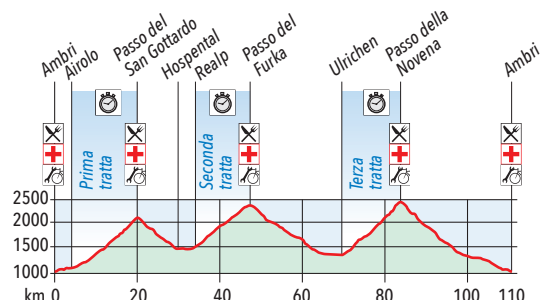 Ambrì
Airolo
Passo del
San Gottardo
Hospental
Realp
Passo del
Furka
Ulrichen
Passo della
Novena
Ambri
Prima
tratta
Seconda
tratta
Terza
tratta
2500
2000
1500
1000
km 0 20 40 60 80 100 110